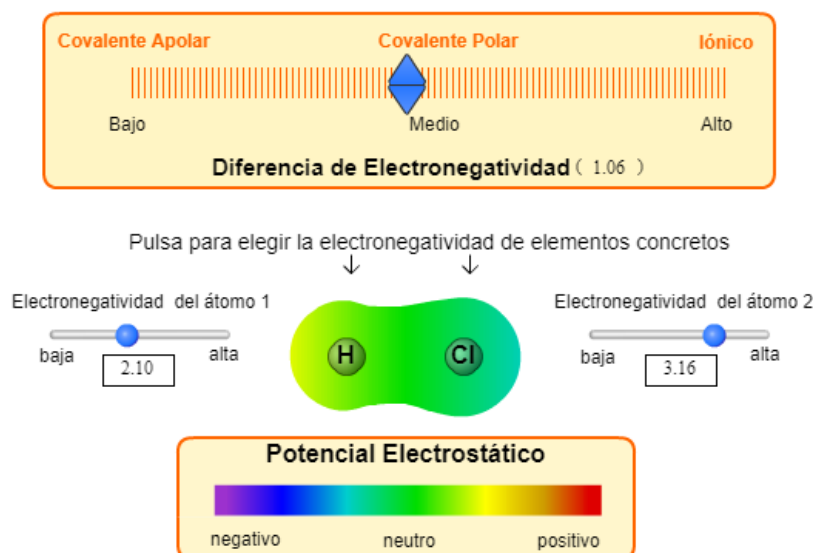 Covalente Apolar Covalente Polar Iónico
Bajo Medio Alto
Diferencia de Electronegatividad ( 1.06 )
Pulsa para elegir la electronegatividad de elementos concretos
Electronegatividad del átomo 1
baja alta
2.10
H Cl
Electronegatividad del átomo 2
baja alta
3.16
Potencial Electrostático
negativo neutro positivo